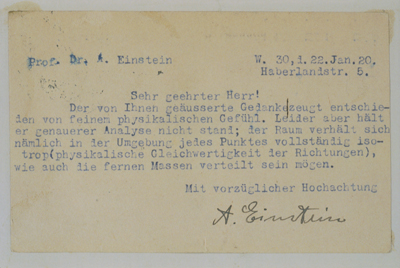 Prof. Dr. A. Einstein
W. 30, d. 22. Jan. 20.
Haberlandstr. 5.
Sehr geehrter Herr!
Der von Ihnen geäusserte Gedanke zeugt entschie-
den von feinem physikalischen Gefühl. Leider aber hält
er genauerer Analyse nicht stand; der Raum verhält sich
nämlich in der Umgebung jedes Punktes vollständig iso-
trop(physikalische Gleichwertigkeit der Richtungen),
wie auch die fernen Massen verteilt sein mögen.
Mit vorzüglicher Hochachtung
A. Einstein